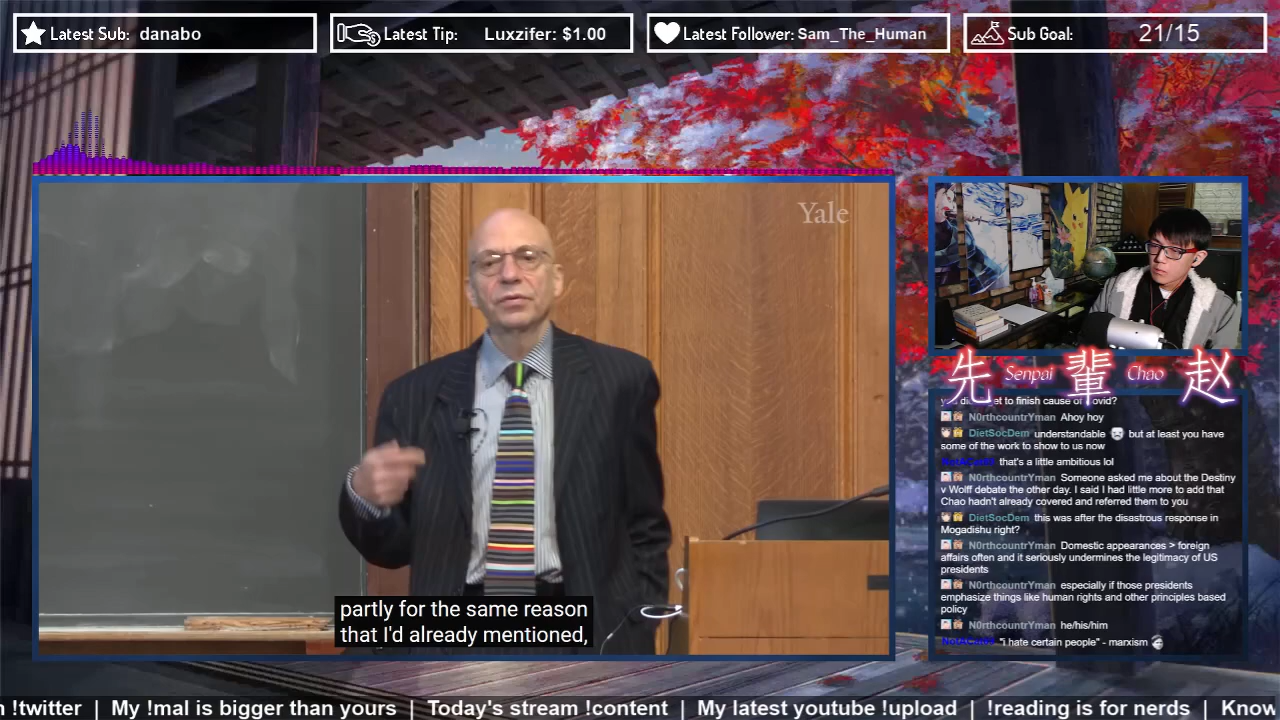 Latest Sub: danabo
Latest Tip: Luxzifer: $1.00
Latest Follower: Sam_The_Human
Sub Goal: 21/15
Yale
partly for the same reason
that I'd already mentioned,
先 Senpai 輩 Chao 赵
to finish cause of
N0rthcountrYman Ahoy hoy
DietSocDem understandable but at least you have
some of the work to show to us now
that's a little ambitious lol
N0rthcountrYman Someone asked me about the Destiny
v Wolff debate the other day. I said I had little more to add that
Chao hadn't already covered and referred them to you
DietSocDem this was after the disastrous response in
Mogadishu right?
N0rthcountrYman Domestic appearances > foreign
affairs often and it seriously undermines the legitimacy of US
presidents
N0rthcountrYman especially if those presidents
emphasize things like human rights and other principles based
policy
N0rthcountrYman he/his/him
"i hate certain people" - marxism
!twitter | My !mal is bigger than yours | Today's stream !content | My latest youtube !upload | !reading is for nerds | Know